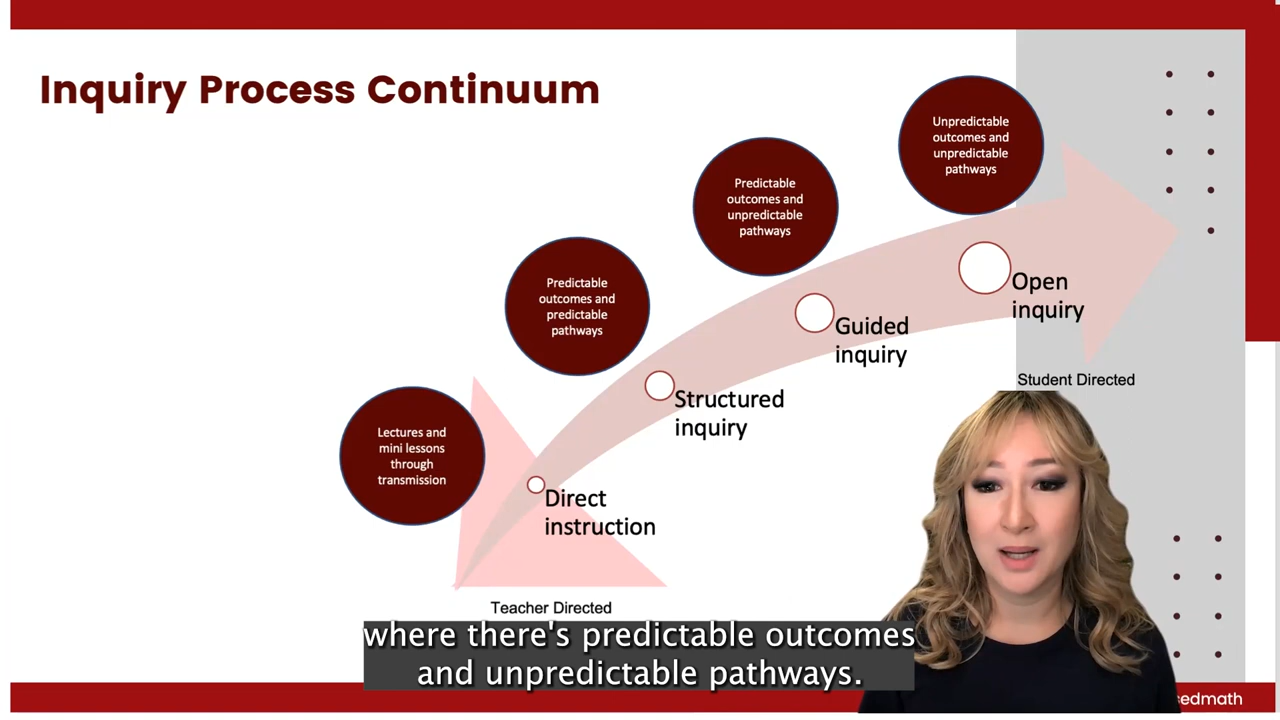 Inquiry Process Continuum
Unpredictable
outcomes and
unpredictable
pathways
Predictable
outcomes and
unpredictable
pathways
Predictable
outcomes and
predictable
pathways
Lectures and
mini lessons
through
transmission
Open
inquiry
Guided
inquiry
Structured
inquiry
Direct
instruction
Student Directed
Teacher Directed
where there's predictable outcomes
and unpredictable pathways.
sedmath